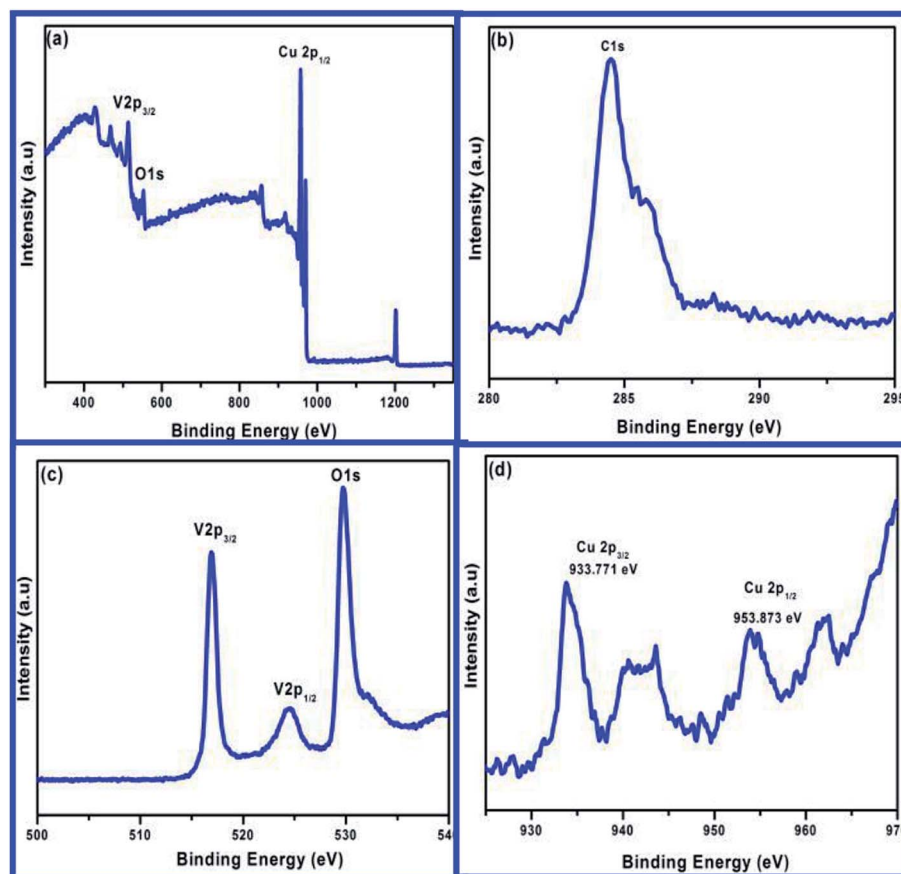 (a)
Cu 2p1/2
V2p3/2
O1s
Intensity (a.u)
400 600 800 1000 1200
Binding Energy (eV)
(b)
C1s
Intensity (a.u)
280 285 290 295
Binding Energy (eV)
(c)
O1s
V2p3/2
V2p1/2
Intensity (a.u)
500 510 520 530 540
Binding Energy (eV)
(d)
Cu 2p3/2
933.771 eV
Cu 2p1/2
953.873 eV
Intensity (a.u)
930 940 950 960 970
Binding Energy (eV)